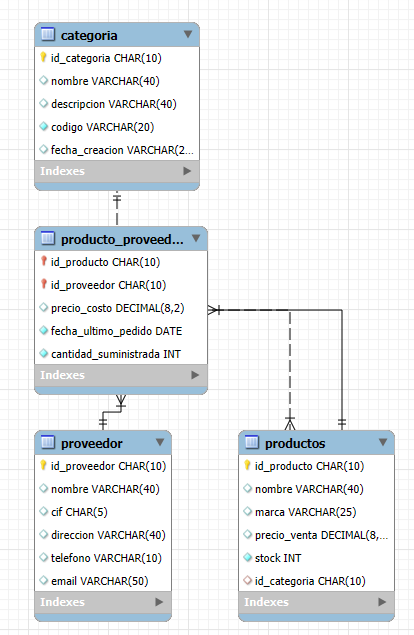 categoria
id_categoria CHAR(10)
nombre VARCHAR(40)
descripcion VARCHAR(40)
codigo VARCHAR(20)
fecha_creacion VARCHAR(2...
Indexes
producto_proveed...
id_producto CHAR(10)
id_proveedor CHAR(10)
precio_costo DECIMAL(8,2)
fecha_ultimo_pedido DATE
cantidad_suministrada INT
Indexes
proveedor
id_proveedor CHAR(10)
nombre VARCHAR(40)
cif CHAR(5)
direccion VARCHAR(40)
telefono VARCHAR(10)
email VARCHAR(50)
Indexes
productos
id_producto CHAR(10)
nombre VARCHAR(40)
marca VARCHAR(25)
precio_venta DECIMAL(8,...
stock INT
id_categoria CHAR(10)
Indexes